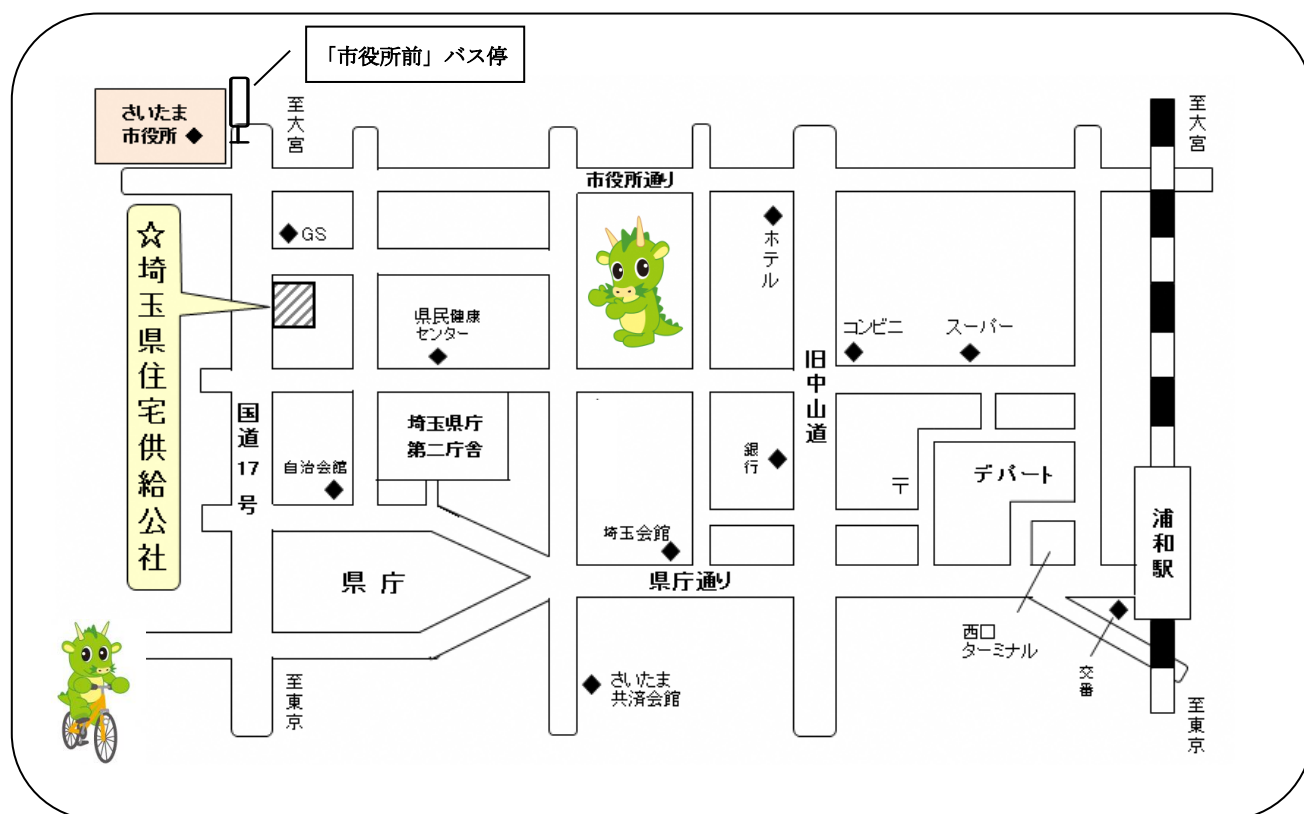 「市役所前」バス停
さいたま
市役所
至大宮
至大宮
市役所通り
☆埼玉県住宅供給公社
GS
ホテル
県民健康
センター
コンビニ
スーパー
旧中山道
国道17号
埼玉県庁
第二庁舎
自治会館
銀行
〒
デパート
浦和駅
埼玉会館
県庁
県庁通り
西口
ターミナル
交番
さいたま
共済会館
至東京
至東京